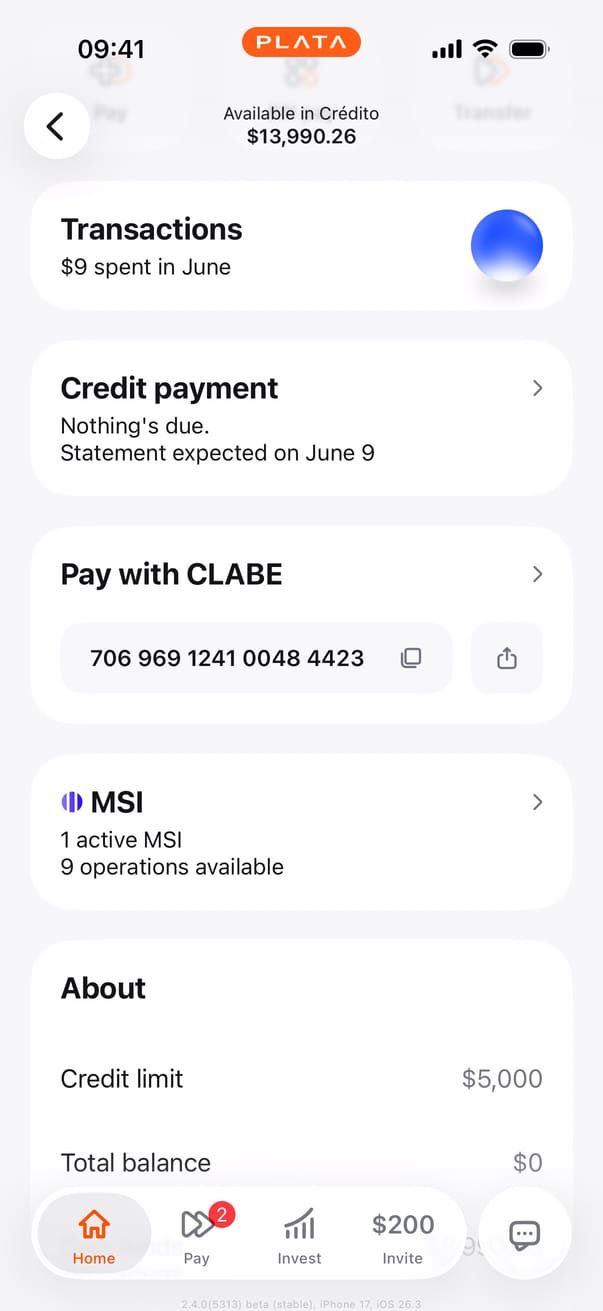 09:41
PLATA
Pay
Transfer
Available in Crédito
$13,990.26
Transactions
$9 spent in June
Credit payment
Nothing's due.
Statement expected on June 9
Pay with CLABE
706 969 1241 0048 4423
MSI
1 active MSI
9 operations available
About
Credit limit
$5,000
Total balance
$0
2
$200
Home
Pay
Invest
Invite
2.4.0(5313) beta (stable), iPhone 17, iOS 26.3